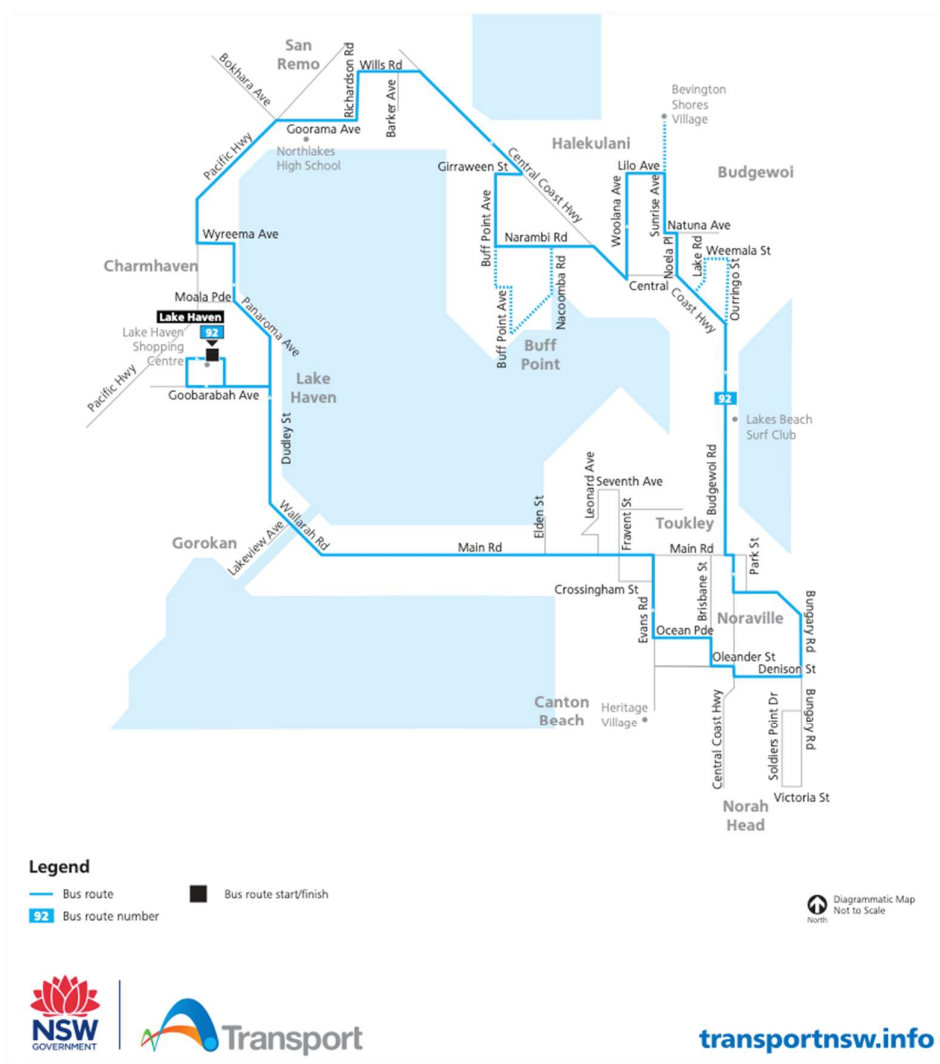 San
Remo
Bokhara Ave
Richardson Rd
Wills Rd
Barker Ave
Goorama Ave
Northlakes
High School
Pacific Hwy
Bevington
Shores
Village
Halekulani
Budgewoi
Girraween St
Central Coast Hwy
Lilo Ave
Woolana Ave
Sunrise Ave
Natuna Ave
Buff Point Ave
Narambi Rd
Noela Pl
Lake Rd
Weemala St
Ourringo St
Central
Coast Hwy
Nacoomba Rd
Buff Point Ave
Buff
Point
Wyreema Ave
Charmhaven
Moala Pde
Panaroma Ave
Lake Haven
92
Lake Haven
Shopping
Centre
Pacific Hwy
Goobarabah Ave
Lake
Haven
Dudley St
92
Lakes Beach
Surf Club
Budgewoi Rd
Leonard Ave
Seventh Ave
Elden St
Fravent St
Toukley
Wallarah Rd
Gorokan
Lakeview Ave
Main Rd
Main Rd
Park St
Crossingham St
Brisbane St
Evans Rd
Noraville
Bungary Rd
Ocean Pde
Oleander St
Denison St
Canton
Beach
Heritage
Village
Central Coast Hwy
Soldiers Point Dr
Bungary Rd
Victoria St
Norah
Head
Legend
Bus route
Bus route start/finish
92 Bus route number
Diagrammatic Map
Not to Scale
North
NSW
GOVERNMENT
Transport
transportnsw.info